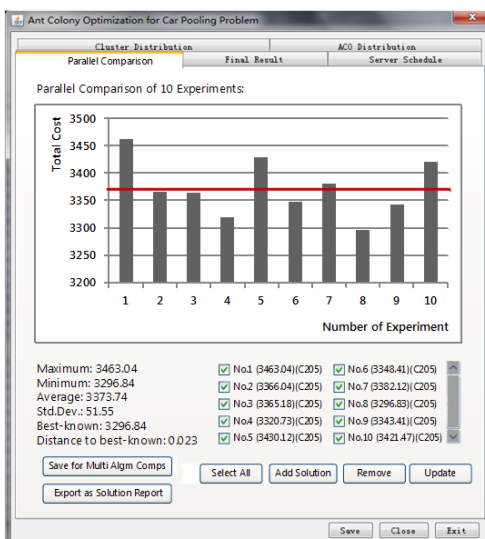 Ant Colony Optimization for Car Pooling Problem
Cluster Distribution ACO Distribution
Parallel Comparison Final Result Server Schedule
Parallel Comparison of 10 Experiments:
Total Cost
3500
3450
3400
3350
3300
3250
3200
1 2 3 4 5 6 7 8 9 10
Number of Experiment
Maximum: 3463.04
Minimum: 3296.84
Average: 3373.74
Std.Dev.: 51.55
Best-known: 3296.84
Distance to best-known: 0.023
No.1 (3463.04)(C205) No.6 (3348.41)(C205)
No.2 (3366.04)(C205) No.7 (3382.12)(C205)
No.3 (3365.18)(C205) No.8 (3296.83)(C205)
No.4 (3320.73)(C205) No.9 (3343.41)(C205)
No.5 (3430.12)(C205) No.10 (3421.47)(C205)
Save for Multi Algm Comps
Select All Add Solution Remove Update
Export as Solution Report
Save Close Exit